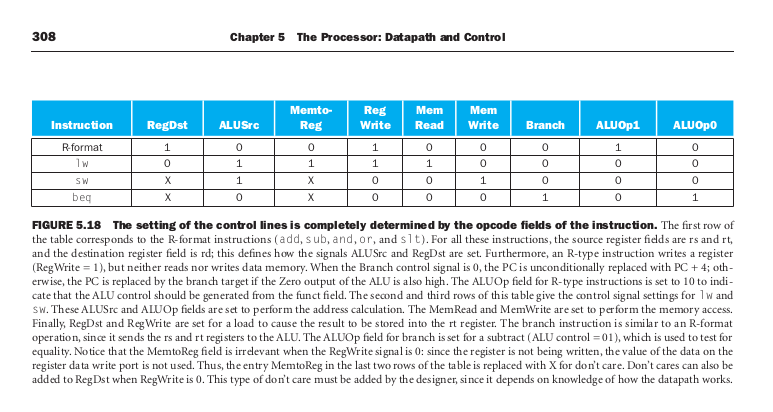 308 Chapter 5 The Processor: Datapath and Control
Instruction RegDst ALUSrc Memto-Reg Reg Write Mem Read Mem Write Branch ALUOp1 ALUOp0
R-format 1 0 0 1 0 0 0 1 0
lw 0 1 1 1 1 0 0 0 0
sw X 1 X 0 0 1 0 0 0
beq X 0 X 0 0 0 1 0 1
FIGURE 5.18 The setting of the control lines is completely determined by the opcode fields of the instruction. The first row of
the table corresponds to the R-format instructions (add, sub, and, or, and slt). For all these instructions, the source register fields are rs and rt,
and the destination register field is rd; this defines how the signals ALUSrc and RegDst are set. Furthermore, an R-type instruction writes a register
(RegWrite = 1), but neither reads nor writes data memory. When the Branch control signal is 0, the PC is unconditionally replaced with PC + 4; oth-
erwise, the PC is replaced by the branch target if the Zero output of the ALU is also high. The ALUOp field for R-type instructions is set to 10 to indi-
cate that the ALU control should be generated from the funct field. The second and third rows of this table give the control signal settings for lw and
sw. These ALUSrc and ALUOp fields are set to perform the address calculation. The MemRead and MemWrite are set to perform the memory access.
Finally, RegDst and RegWrite are set for a load to cause the result to be stored into the rt register. The branch instruction is similar to an R-format
operation, since it sends the rs and rt registers to the ALU. The ALUOp field for branch is set for a subtract (ALU control = 01), which is used to test for
equality. Notice that the MemtoReg field is irrelevant when the RegWrite signal is 0: since the register is not being written, the value of the data on the
register data write port is not used. Thus, the entry MemtoReg in the last two rows of the table is replaced with X for don't care. Don't cares can also be
added to RegDst when RegWrite is 0. This type of don't care must be added by the designer, since it depends on knowledge of how the datapath works.